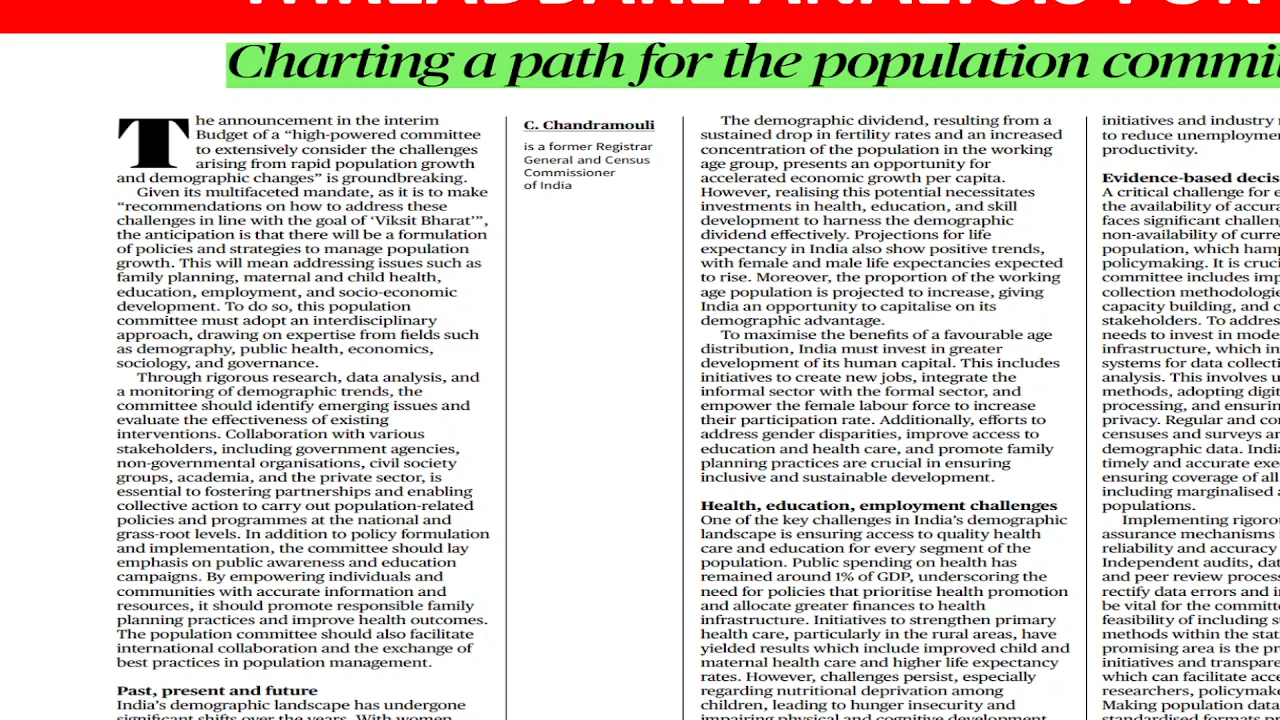 THREADBARE ANALYSIS FOR
Charting a path for the population
The announcement in the interim
Budget of a “high-powered committee
to extensively consider the challenges
arising from rapid population growth
and demographic changes” is groundbreaking.
Given its multifaceted mandate, as it is to make
“recommendations on how to address these
challenges in line with the goal of ‘Viksit Bharat’”,
the anticipation is that there will be a formulation
of policies and strategies to manage population
growth. This will mean addressing issues such as
family planning, maternal and child health,
education, employment, and socio-economic
development. To do so, this population
committee must adopt an interdisciplinary
approach, drawing on expertise from fields such
as demography, public health, economics,
sociology, and governance.
Through rigorous research, data analysis, and
a monitoring of demographic trends, the
committee should identify emerging issues and
evaluate the effectiveness of existing
interventions. Collaboration with various
stakeholders, including government agencies,
non-governmental organisations, civil society
groups, academia, and the private sector, is
essential to fostering partnerships and enabling
collective action to carry out population-related
policies and programmes at the national and
grass-root levels. In addition to policy formulation
and implementation, the committee should lay
emphasis on public awareness and education
campaigns. By empowering individuals and
communities with accurate information and
resources, it should promote responsible family
planning practices and improve health outcomes.
The population committee should also facilitate
international collaboration and the exchange of
best practices in population management.
Past, present and future
India’s demographic landscape has undergone
significant shifts over the years. With women
C. Chandramouli
is a former Registrar
General and Census
Commissioner
of India
The demographic dividend, resulting from a
sustained drop in fertility rates and an increased
concentration of the population in the working
age group, presents an opportunity for
accelerated economic growth per capita.
However, realising this potential necessitates
investments in health, education, and skill
development to harness the demographic
dividend effectively. Projections for life
expectancy in India also show positive trends,
with female and male life expectancies expected
to rise. Moreover, the proportion of the working
age population is projected to increase, giving
India an opportunity to capitalise on its
demographic advantage.
To maximise the benefits of a favourable age
distribution, India must invest in greater
development of its human capital. This includes
initiatives to create new jobs, integrate the
informal sector with the formal sector, and
empower the female labour force to increase
their participation rate. Additionally, efforts to
address gender disparities, improve access to
education and health care, and promote family
planning practices are crucial in ensuring
inclusive and sustainable development.
Health, education, employment challenges
One of the key challenges in India’s demographic
landscape is ensuring access to quality health
care and education for every segment of the
population. Public spending on health has
remained around 1% of GDP, underscoring the
need for policies that prioritise health promotion
and allocate greater finances to health
infrastructure. Initiatives to strengthen primary
health care, particularly in the rural areas, have
yielded results which include improved child and
maternal health care and higher life expectancy
rates. However, challenges persist, especially
regarding nutritional deprivation among
children, leading to hunger insecurity and
impairing physical and cognitive development
initiatives and industry
to reduce
productivity.
Evidence-based
A critical challenge for
the availability of
faces significant
non-availability of
population, which
policymaking. It is
committee includes
collection
capacity building, and
stakeholders. To
needs to invest in
infrastructure, which
systems for data
analysis. This involves
methods, adopting
processing, and
privacy. Regular and
censuses and surveys
demographic data.
timely and accurate
ensuring coverage of all
including marginalised
populations.
Implementing
assurance mechanisms
reliability and accuracy
Independent audits,
and peer review
rectify data errors and
be vital for the
feasibility of including
methods within the
promising area is the
initiatives and
which can facilitate
researchers,
Making population data
standardised formats